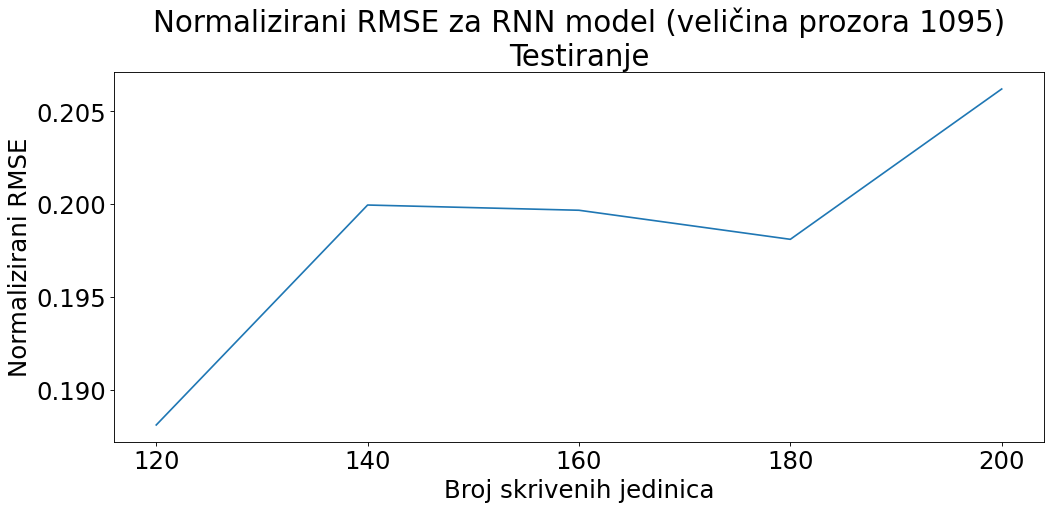 Normalizirani RMSE za RNN model (veličina prozora 1095)
Testiranje
Normalizirani RMSE
0.205
0.200
0.195
0.190
120 140 160 180 200
Broj skrivenih jedinica